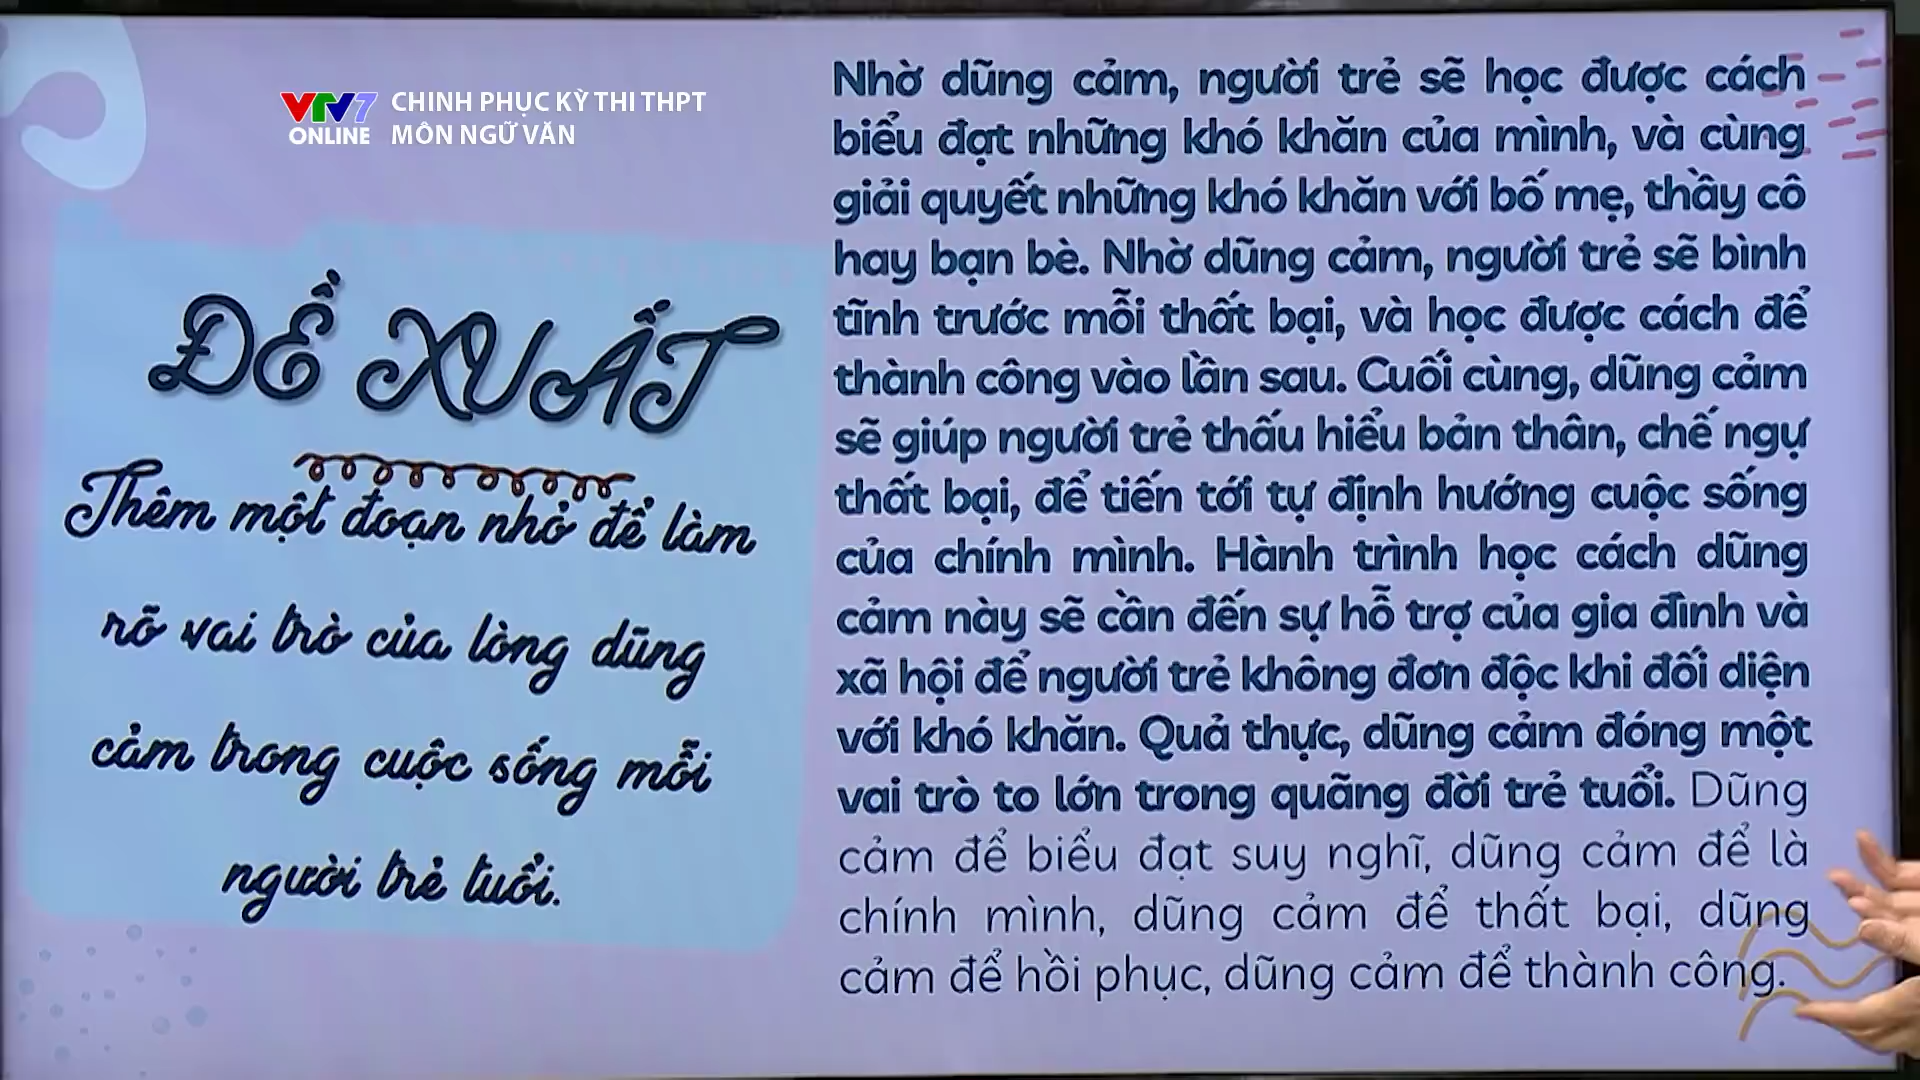 VTV7
ONLINE
CHINH PHỤC KỲ THI THPT
MÔN NGỮ VĂN
ĐỀ XUẤT
Thêm một đoạn nhỏ để làm
rõ vai trò của lòng dũng
cảm trong cuộc sống mỗi
người trẻ tuổi.
Nhờ dũng cảm, người trẻ sẽ học được cách
biểu đạt những khó khăn của mình, và cùng
giải quyết những khó khăn với bố mẹ, thầy cô
hay bạn bè. Nhờ dũng cảm, người trẻ sẽ bình
tĩnh trước mỗi thất bại, và học được cách để
thành công vào lần sau. Cuối cùng, dũng cảm
sẽ giúp người trẻ thấu hiểu bản thân, chế ngự
thất bại, để tiến tới tự định hướng cuộc sống
của chính mình. Hành trình học cách dũng
cảm này sẽ cần đến sự hỗ trợ của gia đình và
xã hội để người trẻ không đơn độc khi đối diện
với khó khăn. Quả thực, dũng cảm đóng một
vai trò to lớn trong quãng đời trẻ tuổi. Dũng
cảm để biểu đạt suy nghĩ, dũng cảm để là
chính mình, dũng cảm để thất bại, dũng
cảm để hồi phục, dũng cảm để thành công.